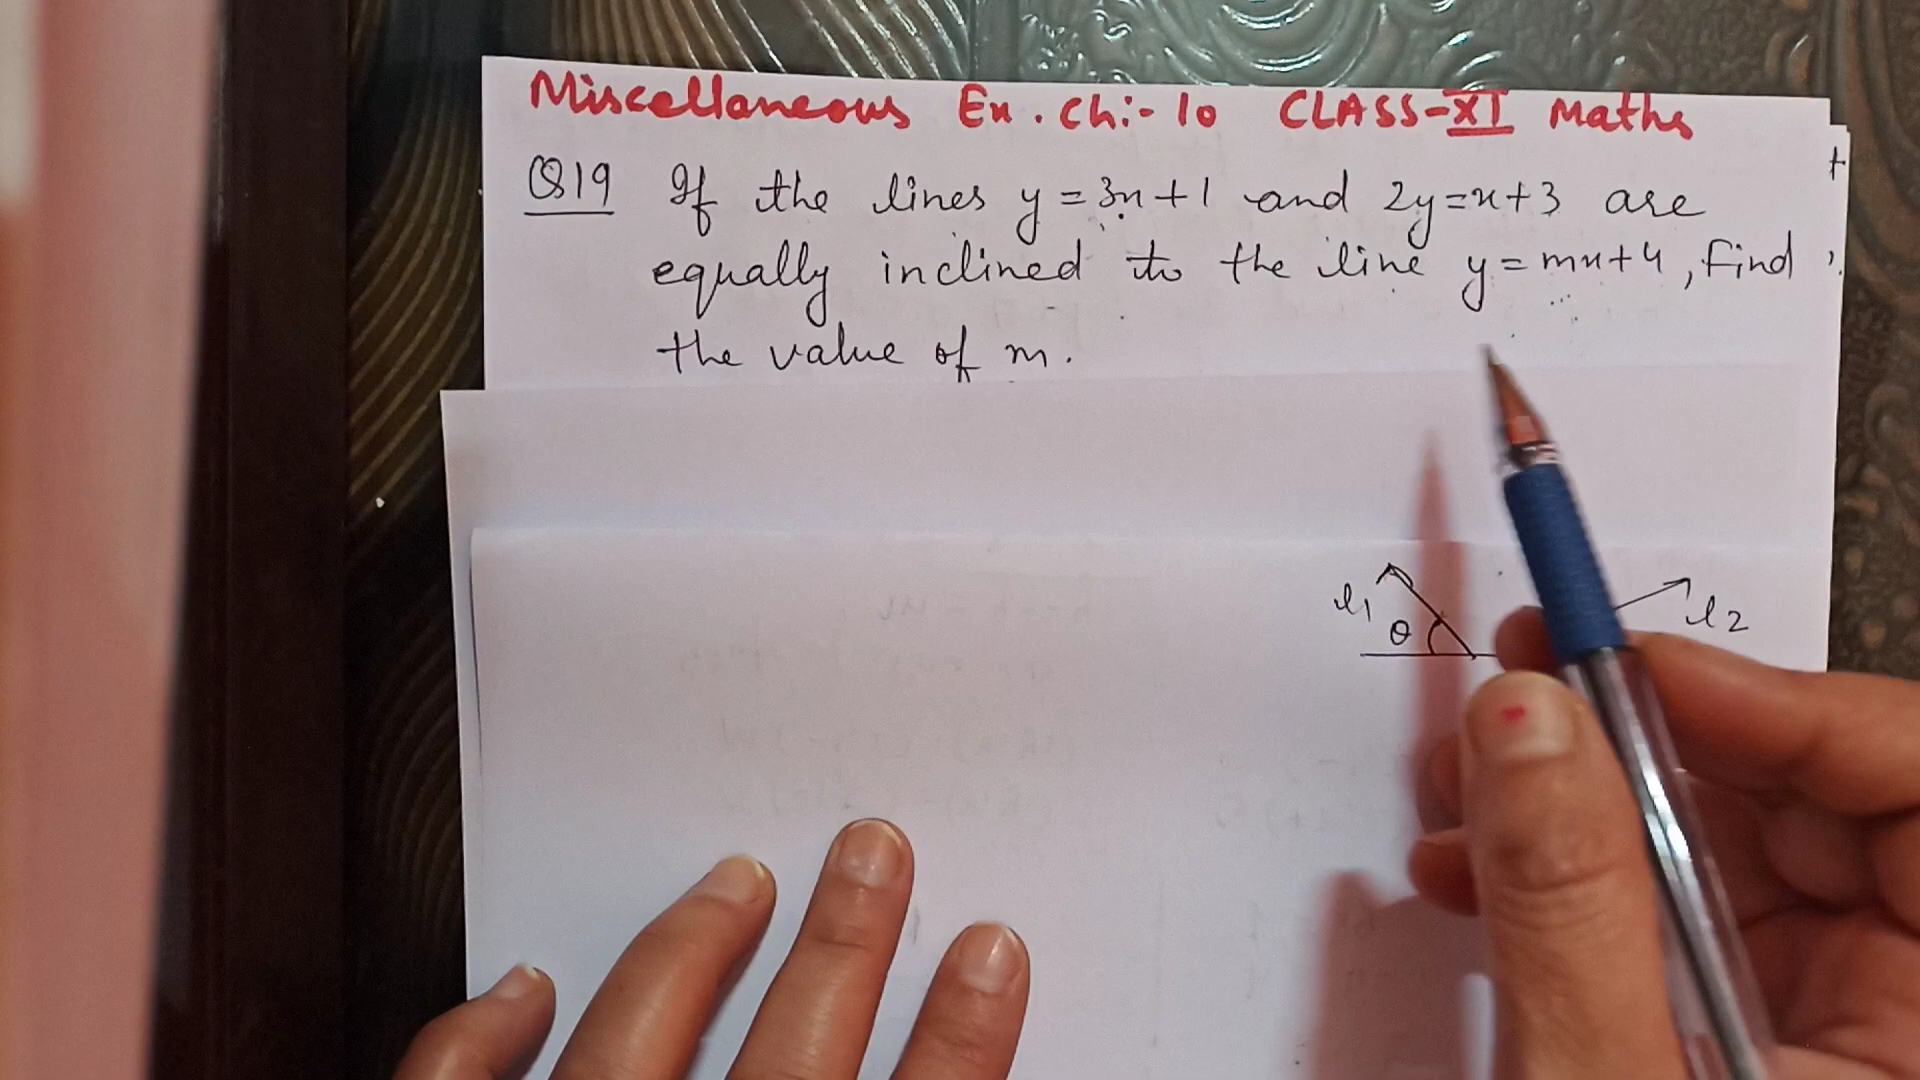 Miscellaneous Ex. Ch:- 10 CLASS-XI Maths
Q19 If the lines y = 3x+1 and 2y=x+3 are
equally inclined to the line y = mx+4, find
the value of m.
l1 θ l2